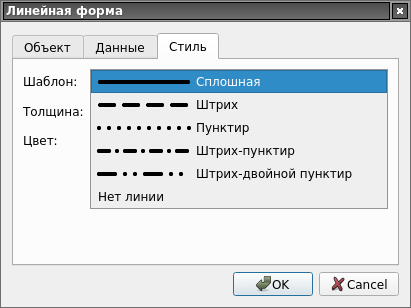 Линейная форма
Объект Данные Стиль
Шаблон: Сплошная
Толщина: Штрих
Пунктир
Цвет:
Штрих-пунктир
Штрих-двойной пунктир
Нет линии
OK Cancel